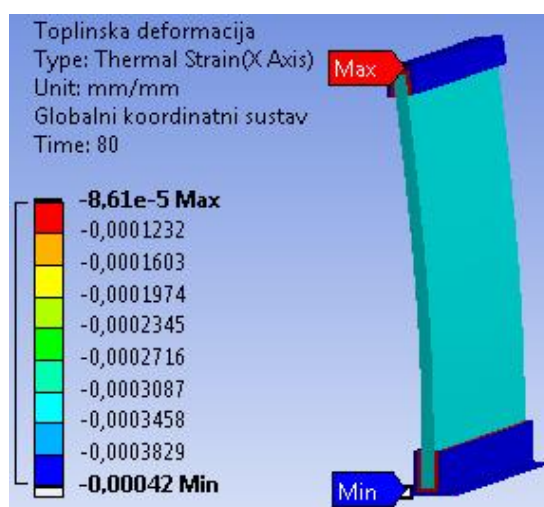 Toplinska deformacija
Type: Thermal Strain(X Axis)
Unit: mm/mm
Globalni koordinatni sustav
Time: 80
Max
-8,61e-5 Max
-0,0001232
-0,0001603
-0,0001974
-0,0002345
-0,0002716
-0,0003087
-0,0003458
-0,0003829
-0,00042 Min
Min